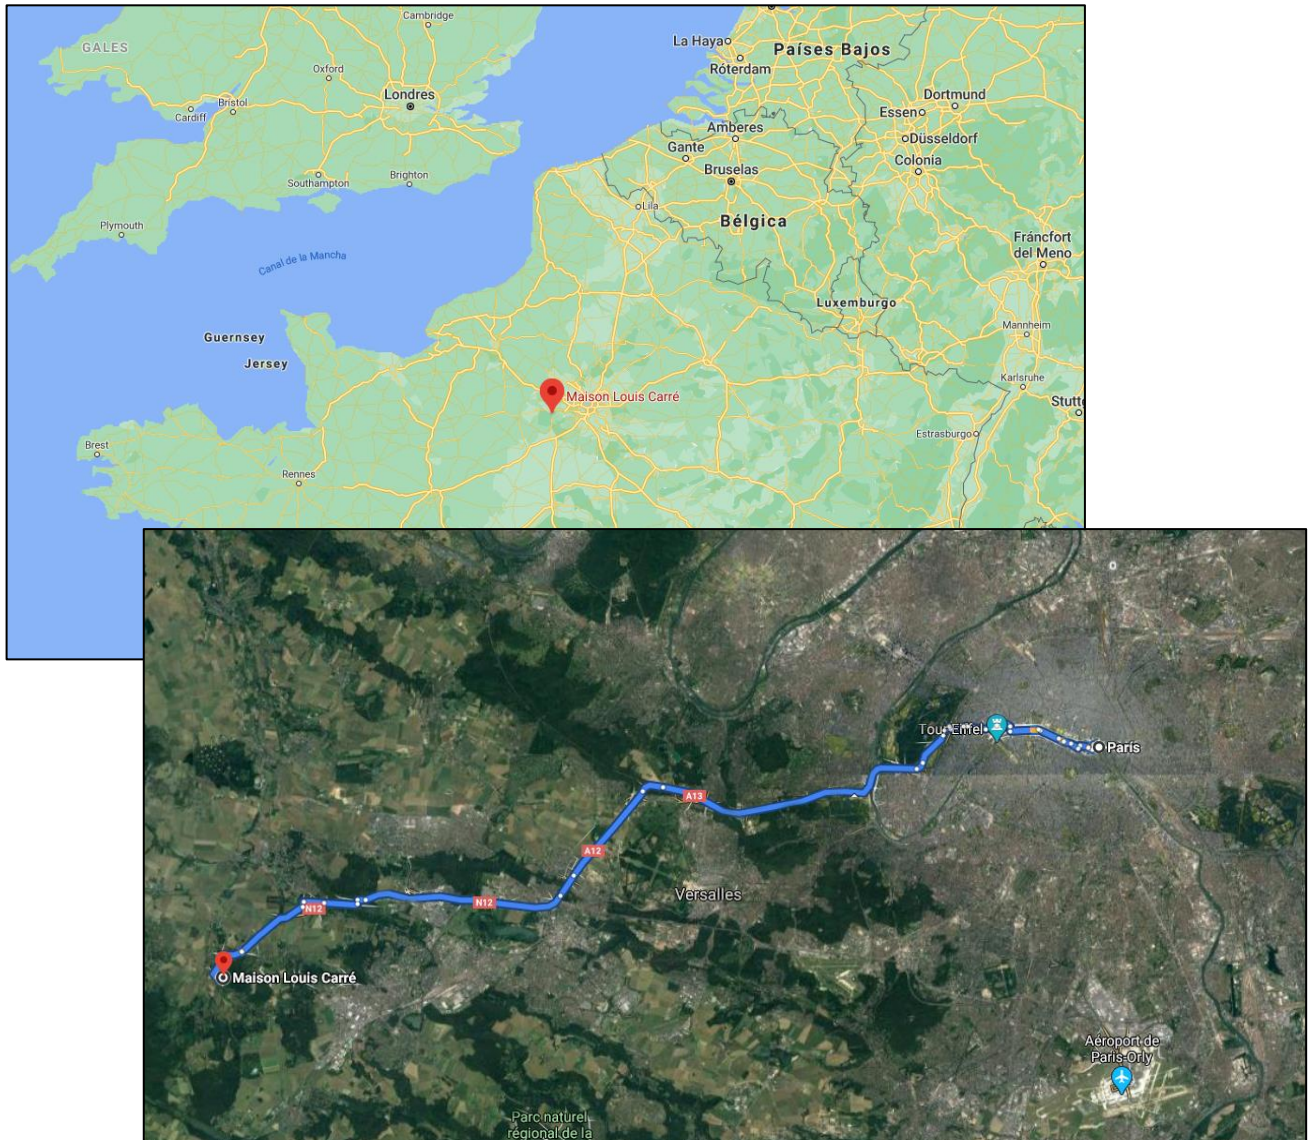 Cambridge
GALES
La Haya
Países Bajos
Róterdam
Oxford
Londres
Dortmund
Essen
Bristol
Cardiff
Amberes
Düsseldorf
Gante
Colonia
Bruselas
Southampton
Brighton
Lila
Bélgica
Plymouth
Fráncfort
del Meno
Canal de la Mancha
Luxemburgo
Mannheim
Guernsey
Jersey
Karlsruhe
Maison Louis Carré
Stutt
Estrasburgo
Brest
Rennes
Tour Eiffel
París
A13
A12
Versalles
N12
N12
Maison Louis Carré
Aéroport de
Paris-Orly
Parc naturel
régional de la